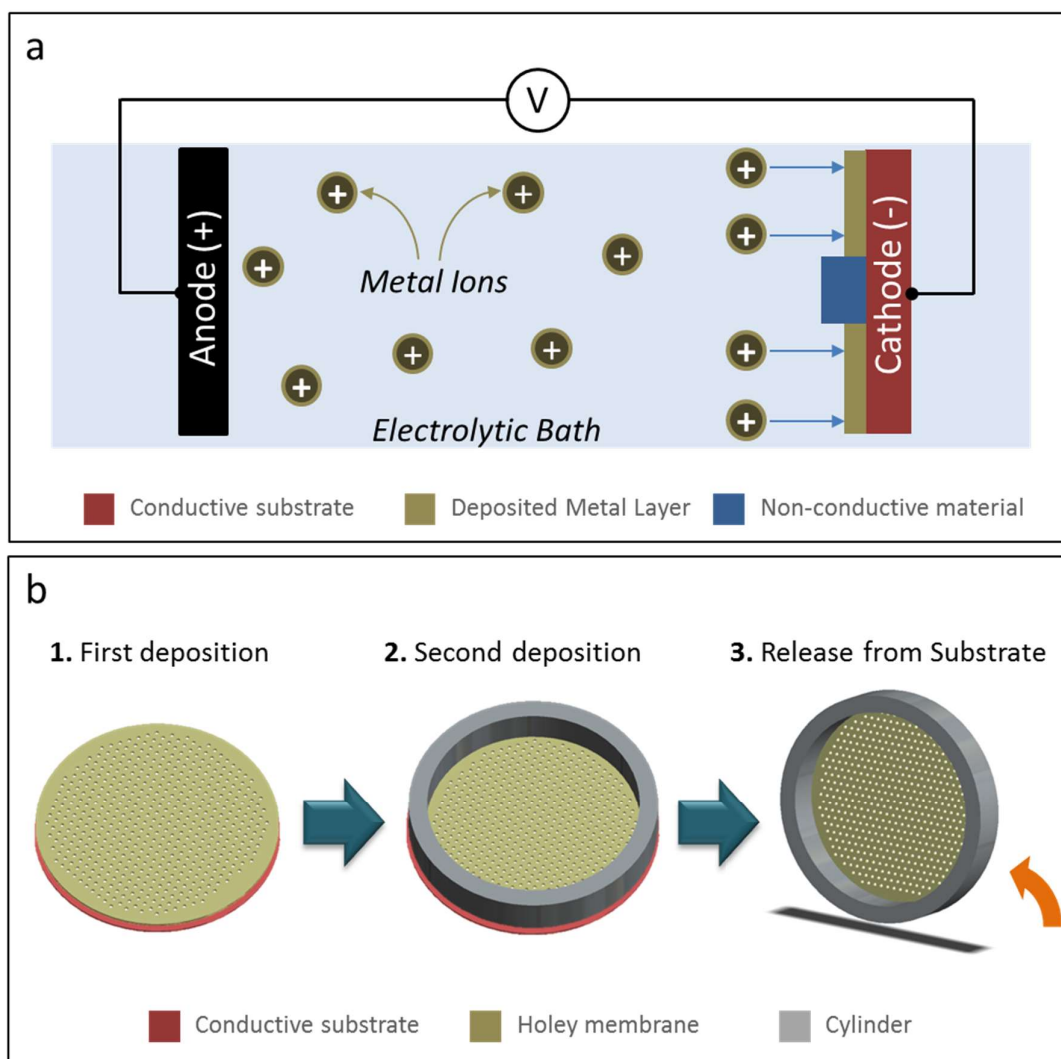 a
V
Anode (+)
Cathode (-)
+
+
+
+
+
+
+
+
+
+
+
Metal Ions
Electrolytic Bath
Conductive substrate
Deposited Metal Layer
Non-conductive material
b
1. First deposition
2. Second deposition
3. Release from Substrate
Conductive substrate
Holey membrane
Cylinder